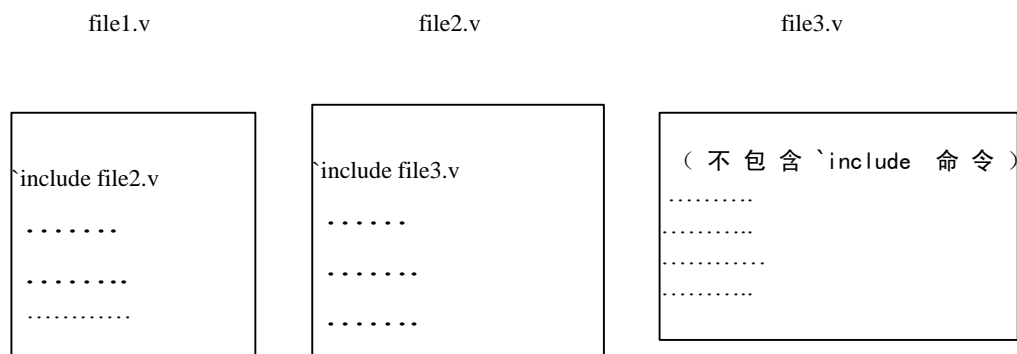 file1.v
file2.v
file3.v
`include file2.v
. . . . . . .
. . . . . . . .
............
`include file3.v
. . . . . .
. . . . . . .
. . . . . . .
（ 不 包 含 `include 命 令 ）
..........
...........
............
...........